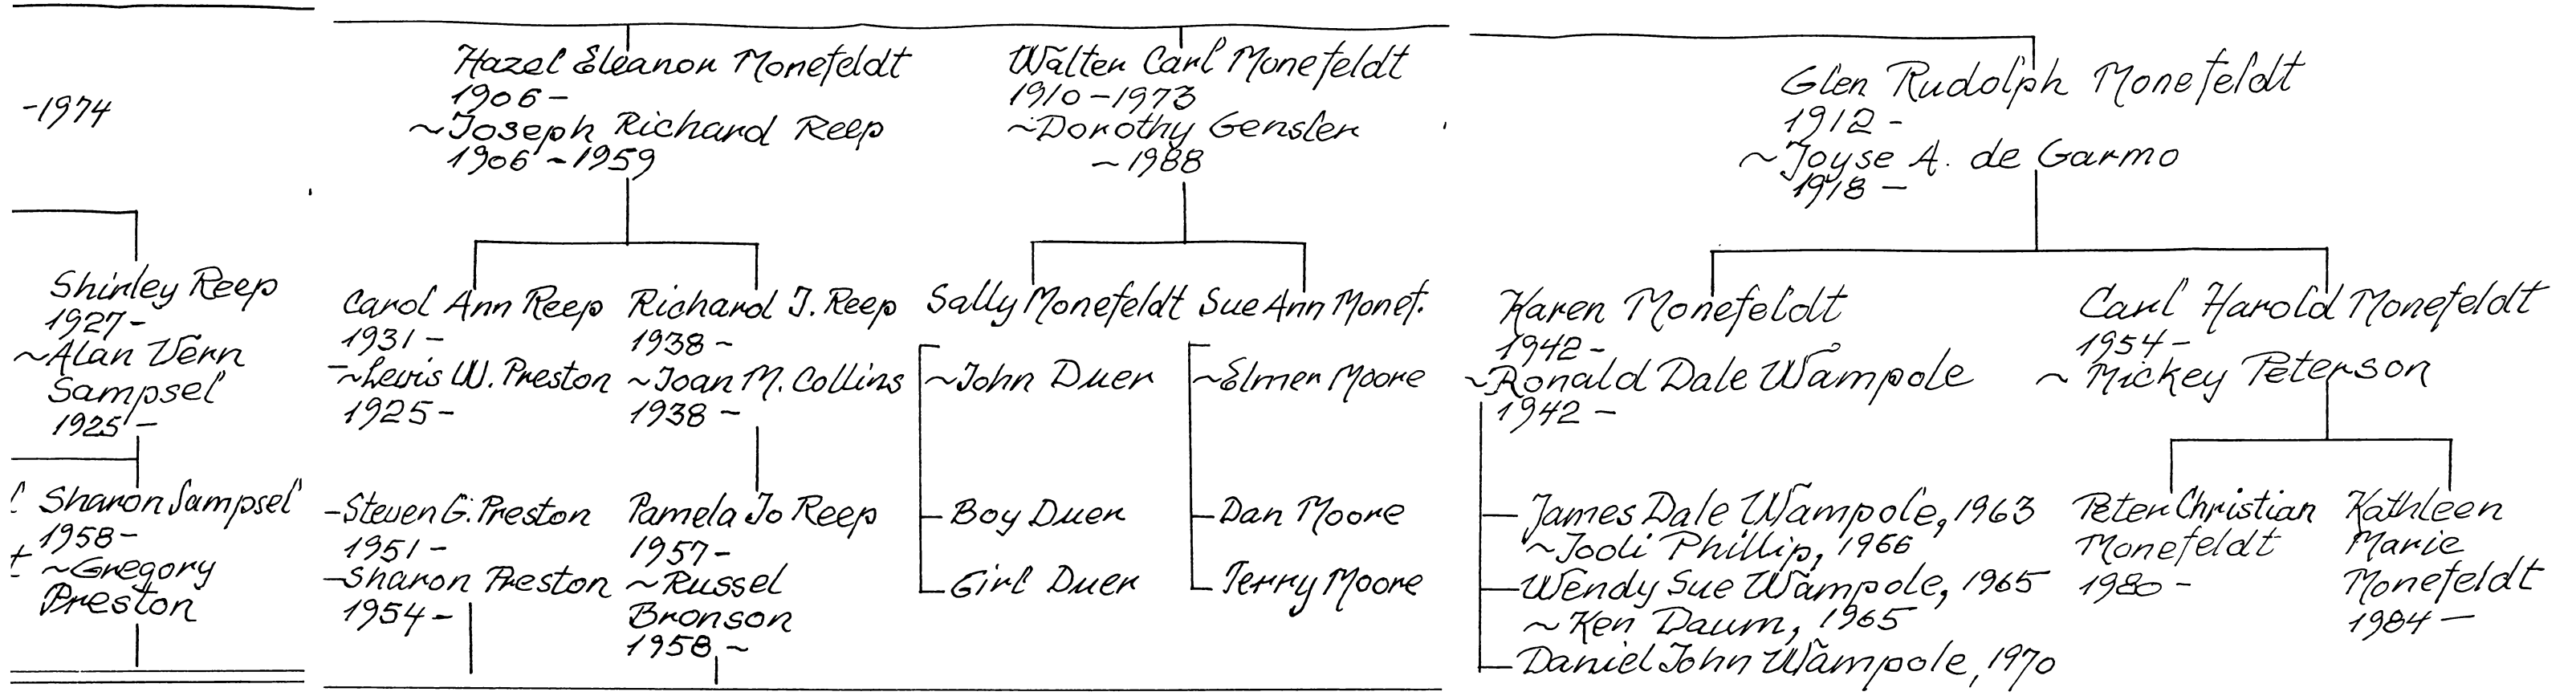 -1974
Shirley Reep
1927-
~Alan Vern
Sampsel
1925 -
Sharon Sampsel
1958-
~Gregory
Preston
Hazel Eleanor Monefeldt
1906 -
~Joseph Richard Reep
1906 - 1959
Walter Carl Monefeldt
1910 - 1973
~Dorothy Gensler
~ 1988
Carol Ann Reep
1931 -
~Lewis W. Preston
1925 -
Richard J. Reep
1938 -
~Joan M. Collins
1938 -
Sally Monefeldt
~John Duer
Sue Ann Monef.
~Elmer Moore
-Steven G. Preston
1951 -
-Sharon Preston
1954 -
Pamela Jo Reep
1957-
~Russel
Bronson
1958 -
Boy Duer
Girl Duer
Dan Moore
Terry Moore
Glen Rudolph Monefeldt
1912 -
~Joyse A. de Garmo
1918 -
Karen Monefeldt
1942-
~Ronald Dale Wampole
1942 -
Carl Harold Monefeldt
1954 -
~ Mickey Peterson
James Dale Wampole, 1963
~Jodi Phillip, 1966
Wendy Sue Wampole, 1965
~ Ken Daum, 1965
Daniel John Wampole, 1970
Peter Christian
Monefeldt
1980 -
Kathleen
Marie
Monefeldt
1984 -